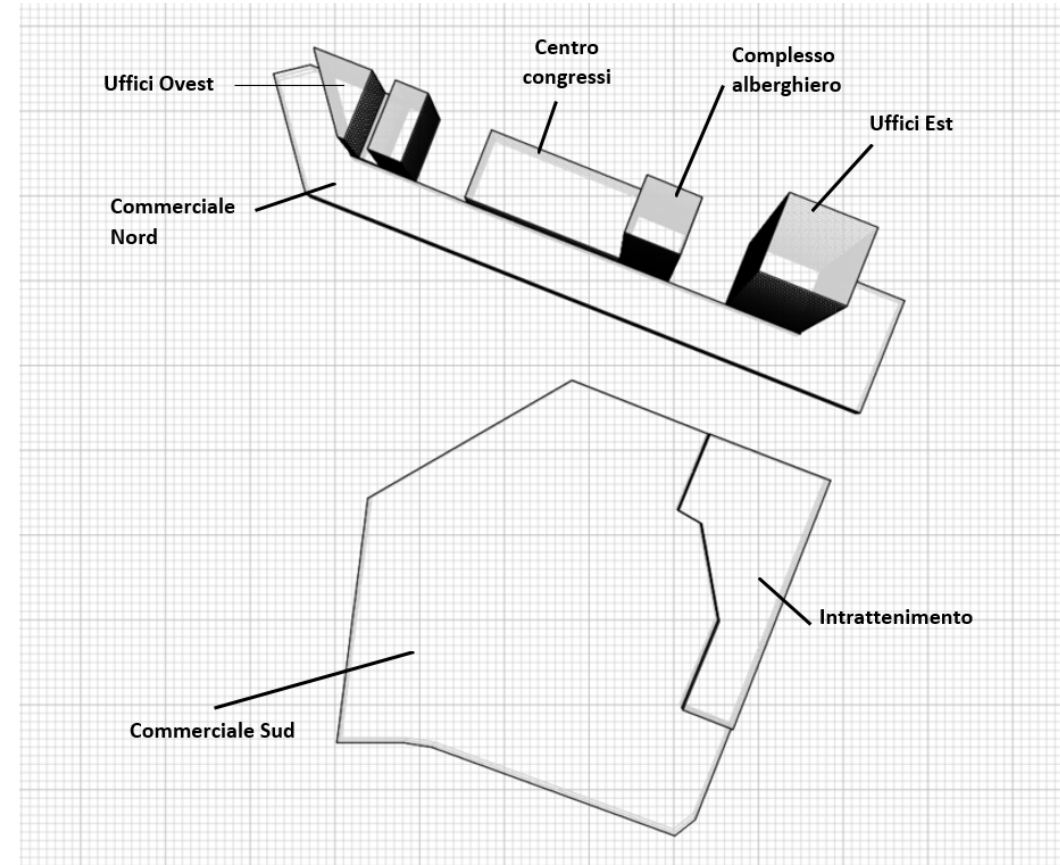 Centro
congressi
Complesso
alberghiero
Uffici Ovest
Uffici Est
Commerciale
Nord
Intrattenimento
Commerciale Sud